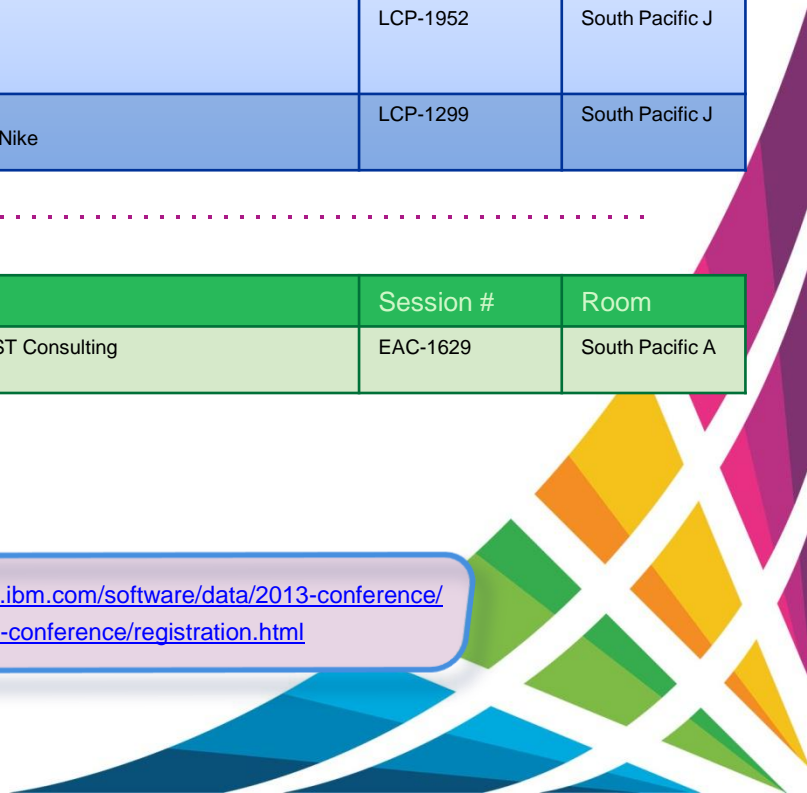 LCP-1952 South Pacific J
LCP-1299 South Pacific J
Nike
Session # Room
ST Consulting EAC-1629 South Pacific A
.ibm.com/software/data/2013-conference/
-conference/registration.html